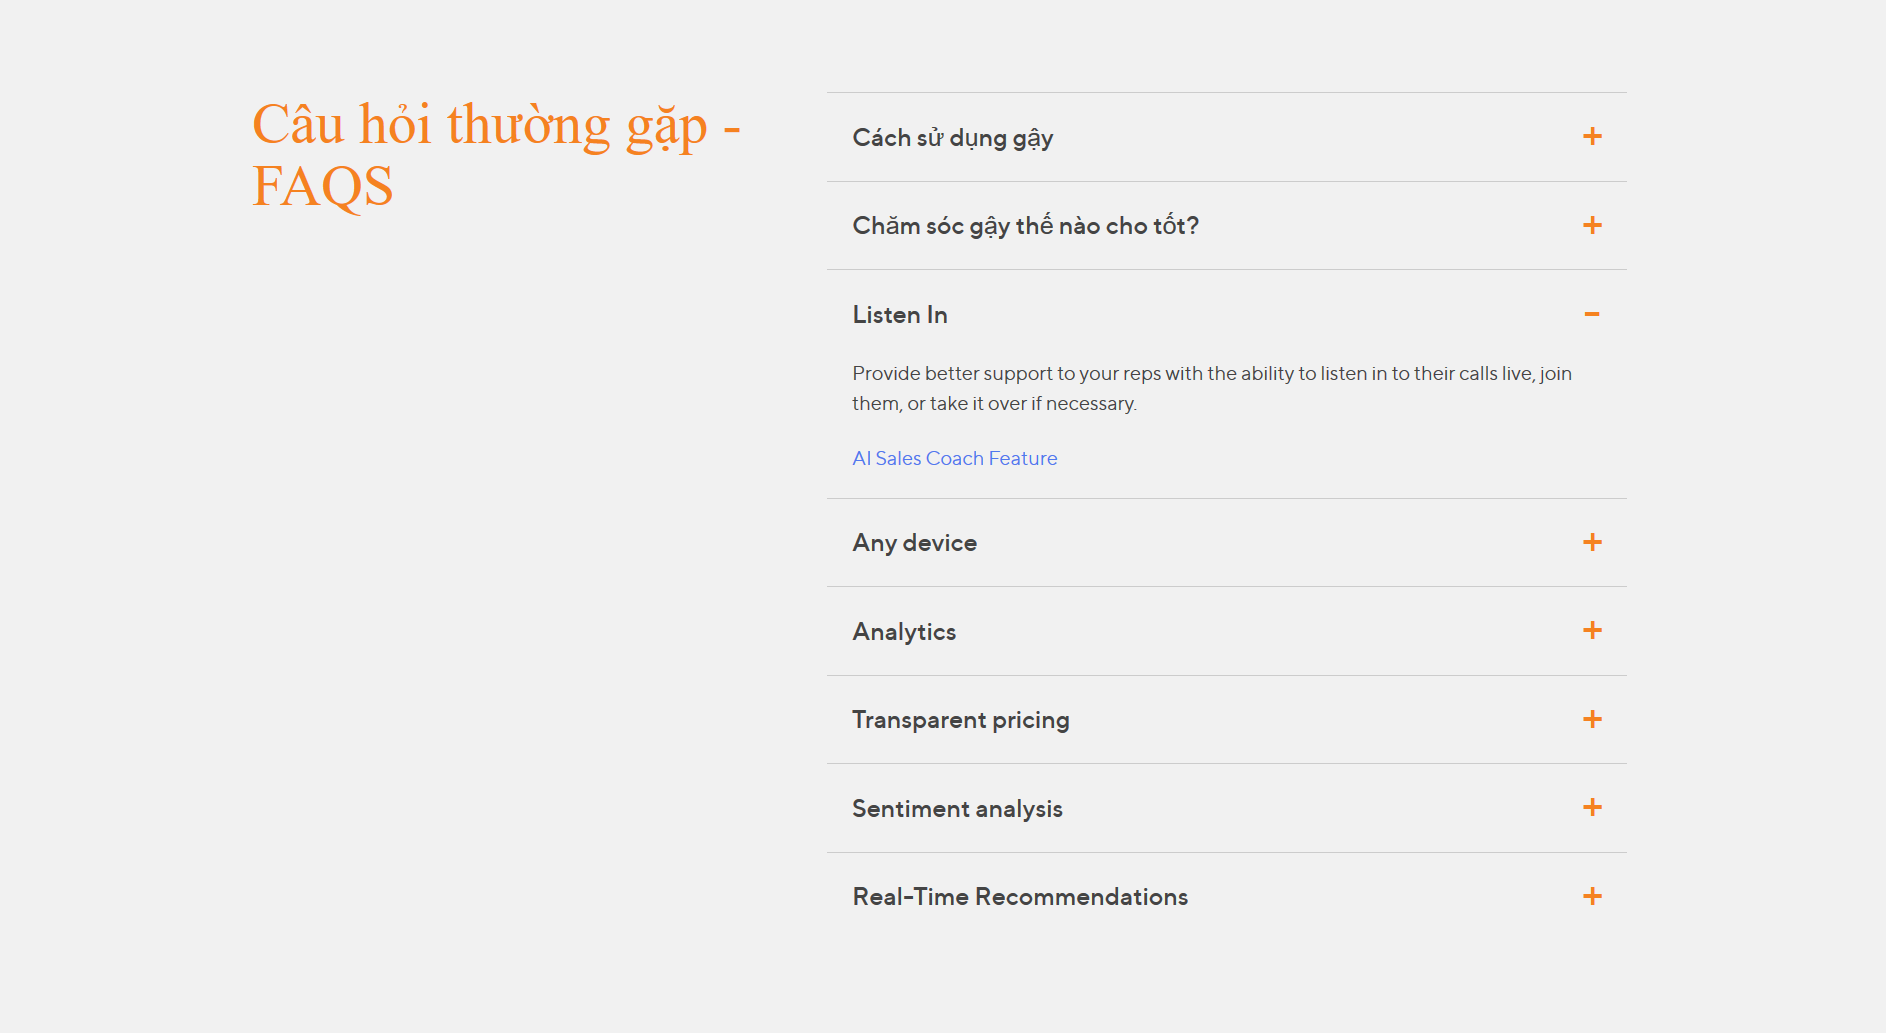 Câu hỏi thường gặp -
FAQS
Cách sử dụng gậy
Chăm sóc gậy thế nào cho tốt?
Listen In
Provide better support to your reps with the ability to listen in to their calls live, join
them, or take it over if necessary.
AI Sales Coach Feature
Any device
Analytics
Transparent pricing
Sentiment analysis
Real-Time Recommendations